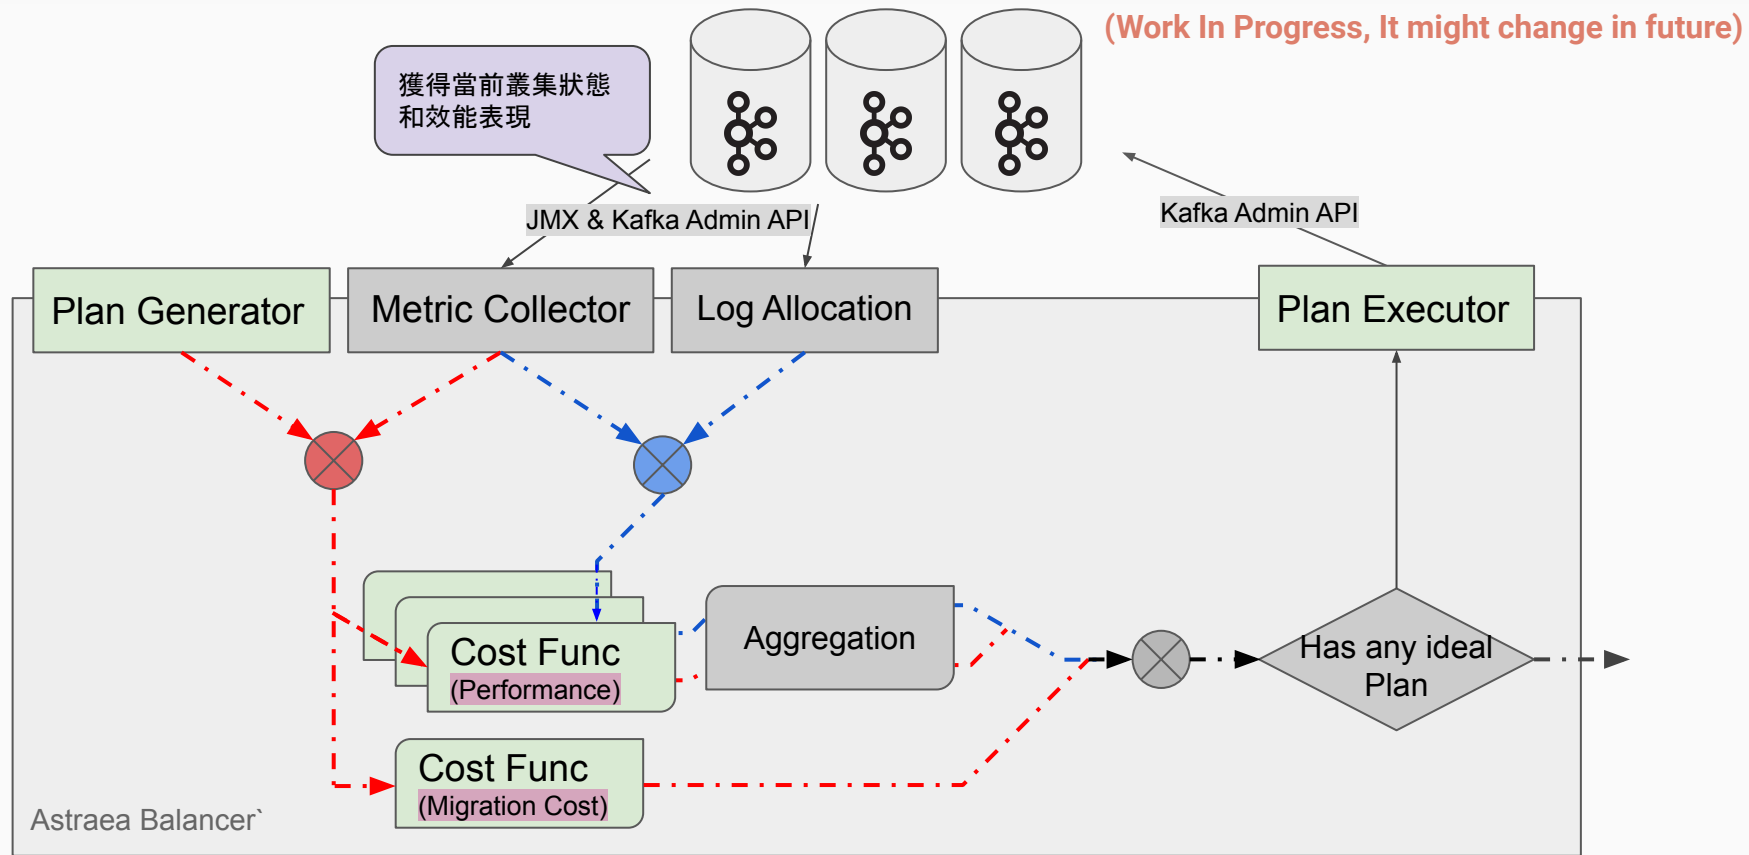 (Work In Progress, It might change in future)
獲得當前叢集狀態
和效能表現
JMX & Kafka Admin API
Kafka Admin API
Plan Generator
Metric Collector
Log Allocation
Plan Executor
Cost Func
(Performance)
Aggregation
Has any ideal
Plan
Cost Func
(Migration Cost)
Astraea Balancer`